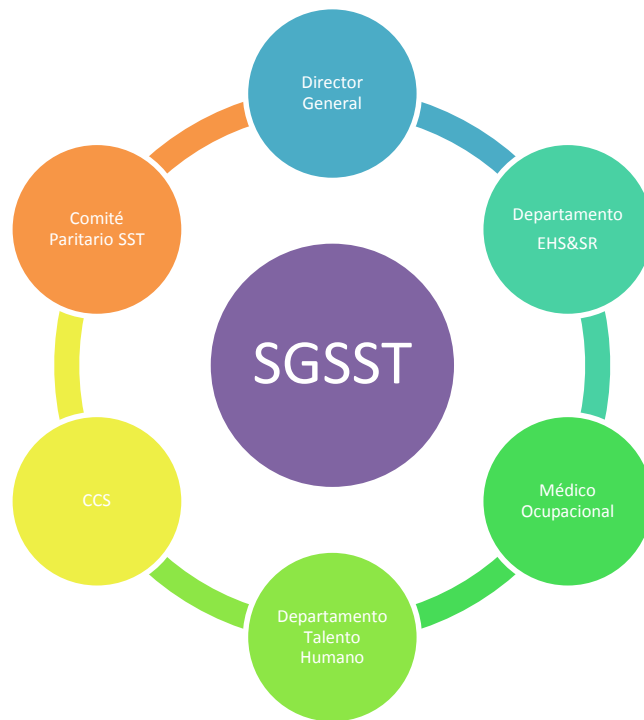 Director
General
Departamento
EHS&SR
Médico
Ocupacional
Departamento
Talento
Humano
CCS
Comité
Paritario SST
SGSST